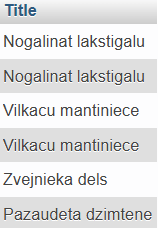 Title
Nogalinat lakstigalu
Nogalinat lakstigalu
Vilkacu mantiniece
Vilkacu mantiniece
Zvejnieka dels
Pazaudeta dzimtene